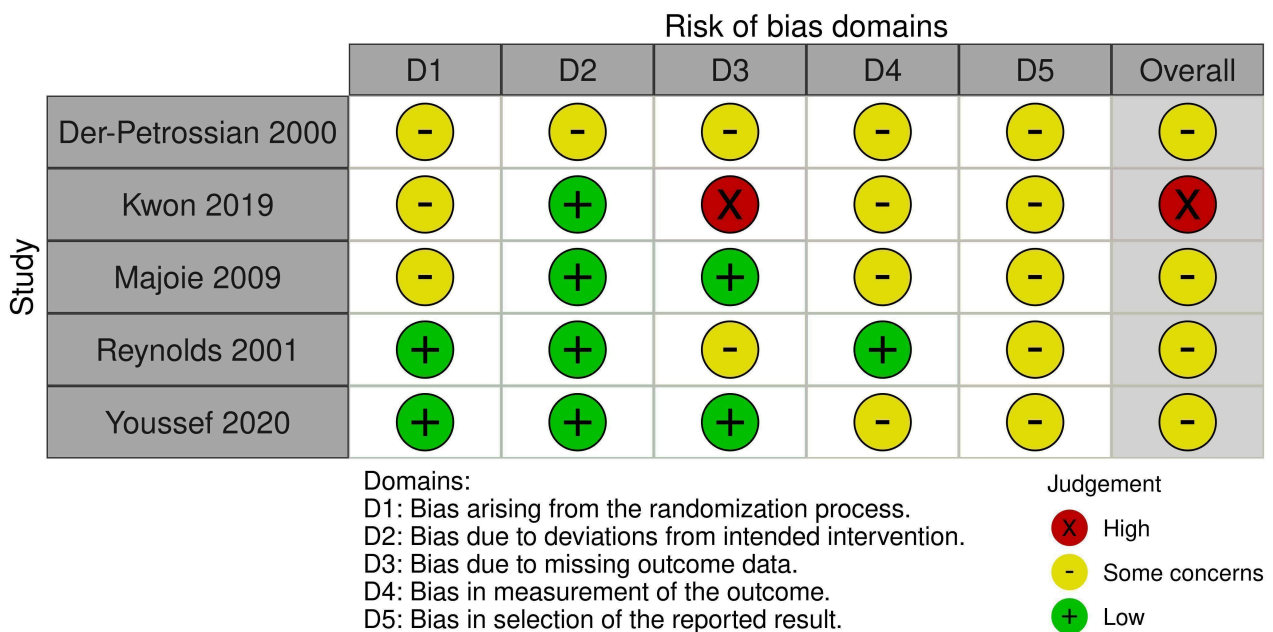 Risk of bias domains
D1 D2 D3 D4 D5 Overall
Study
Der-Petrossian 2000 - - - - - -
Kwon 2019 - + X - - X
Majoie 2009 - + + - - -
Reynolds 2001 + + - + - -
Youssef 2020 + + + - - -
Domains:
D1: Bias arising from the randomization process.
D2: Bias due to deviations from intended intervention.
D3: Bias due to missing outcome data.
D4: Bias in measurement of the outcome.
D5: Bias in selection of the reported result.
Judgement
X High
- Some concerns
+ Low